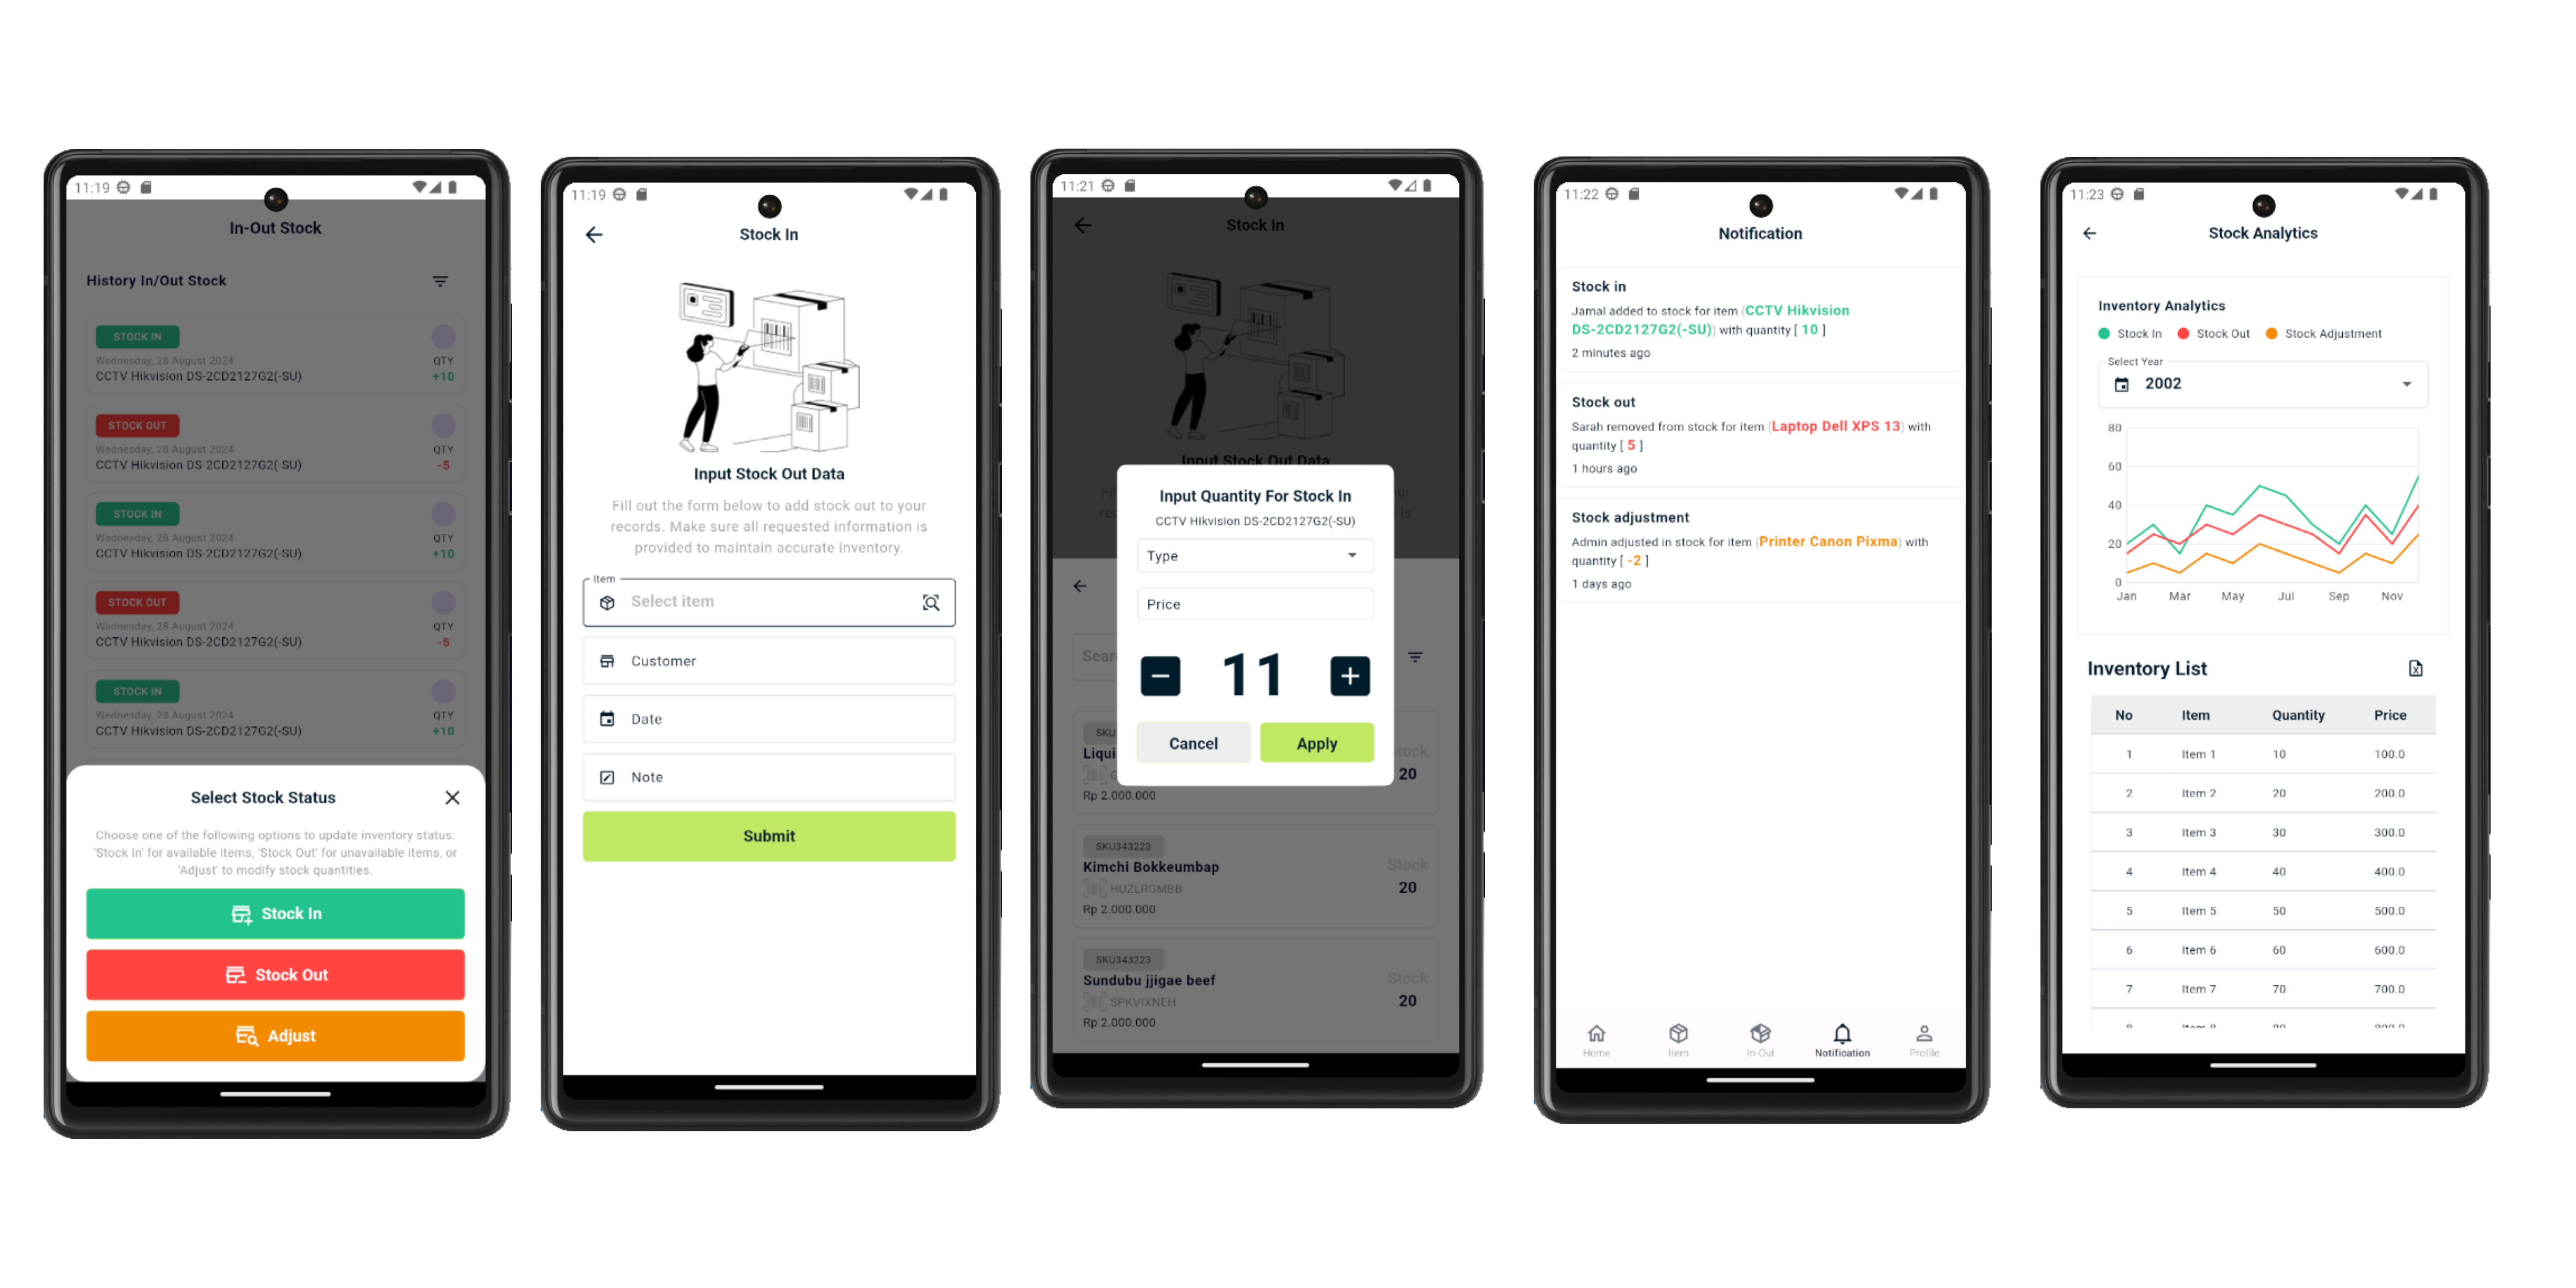 11:19
In-Out Stock
History In/Out Stock
STOCK IN
Wednesday, 28 August 2024
QTY
CCTV Hikvision DS-2CD2127G2(-SU)
+10
STOCK OUT
Wednesday, 28 August 2024
QTY
CCTV Hikvision DS-2CD2127G2(-SU)
-5
STOCK IN
Wednesday, 28 August 2024
QTY
CCTV Hikvision DS-2CD2127G2(-SU)
+10
STOCK OUT
Wednesday, 28 August 2024
QTY
CCTV Hikvision DS-2CD2127G2(-SU)
-5
STOCK IN
Wednesday, 28 August 2024
QTY
CCTV Hikvision DS-2CD2127G2(-SU)
+10
Select Stock Status
Choose one of the following options to update inventory status:
'Stock In' for available items, 'Stock Out' for unavailable items, or
'Adjust' to modify stock quantities.
Stock In
Stock Out
Adjust
11:19
Stock In
Input Stock Out Data
Fill out the form below to add stock out to your
records. Make sure all requested information is
provided to maintain accurate inventory.
Item
Select item
Customer
Date
Note
Submit
11:21
Stock In
Input Stock Out Data
Input Quantity For Stock In
CCTV Hikvision DS-2CD2127G2(-SU)
Type
Price
11
Cancel
Apply
Sear
SKU
Liqui
20
Rp 2.000.000
SKU343223
Kimchi Bokkeumbap
Stock
HUZLRGMBB
20
Rp 2.000.000
SKU343223
Sundubu jjigae beef
Stock
SPKVIXNEH
20
Rp 2.000.000
11:22
Notification
Stock in
Jamal added to stock for item (CCTV Hikvision
DS-2CD2127G2(-SU)) with quantity [ 10 ]
2 minutes ago
Stock out
Sarah removed from stock for item (Laptop Dell XPS 13) with
quantity [ 5 ]
1 hours ago
Stock adjustment
Admin adjusted in stock for item (Printer Canon Pixma) with
quantity [ -2 ]
1 days ago
Home
Item
In-Out
Notification
Profile
11:23
Stock Analytics
Inventory Analytics
Stock In
Stock Out
Stock Adjustment
Select Year
2002
80
60
40
20
0
Jan Mar May Jul Sep Nov
Inventory List
No Item Quantity Price
1 Item 1 10 100.0
2 Item 2 20 200.0
3 Item 3 30 300.0
4 Item 4 40 400.0
5 Item 5 50 500.0
6 Item 6 60 600.0
7 Item 7 70 700.0